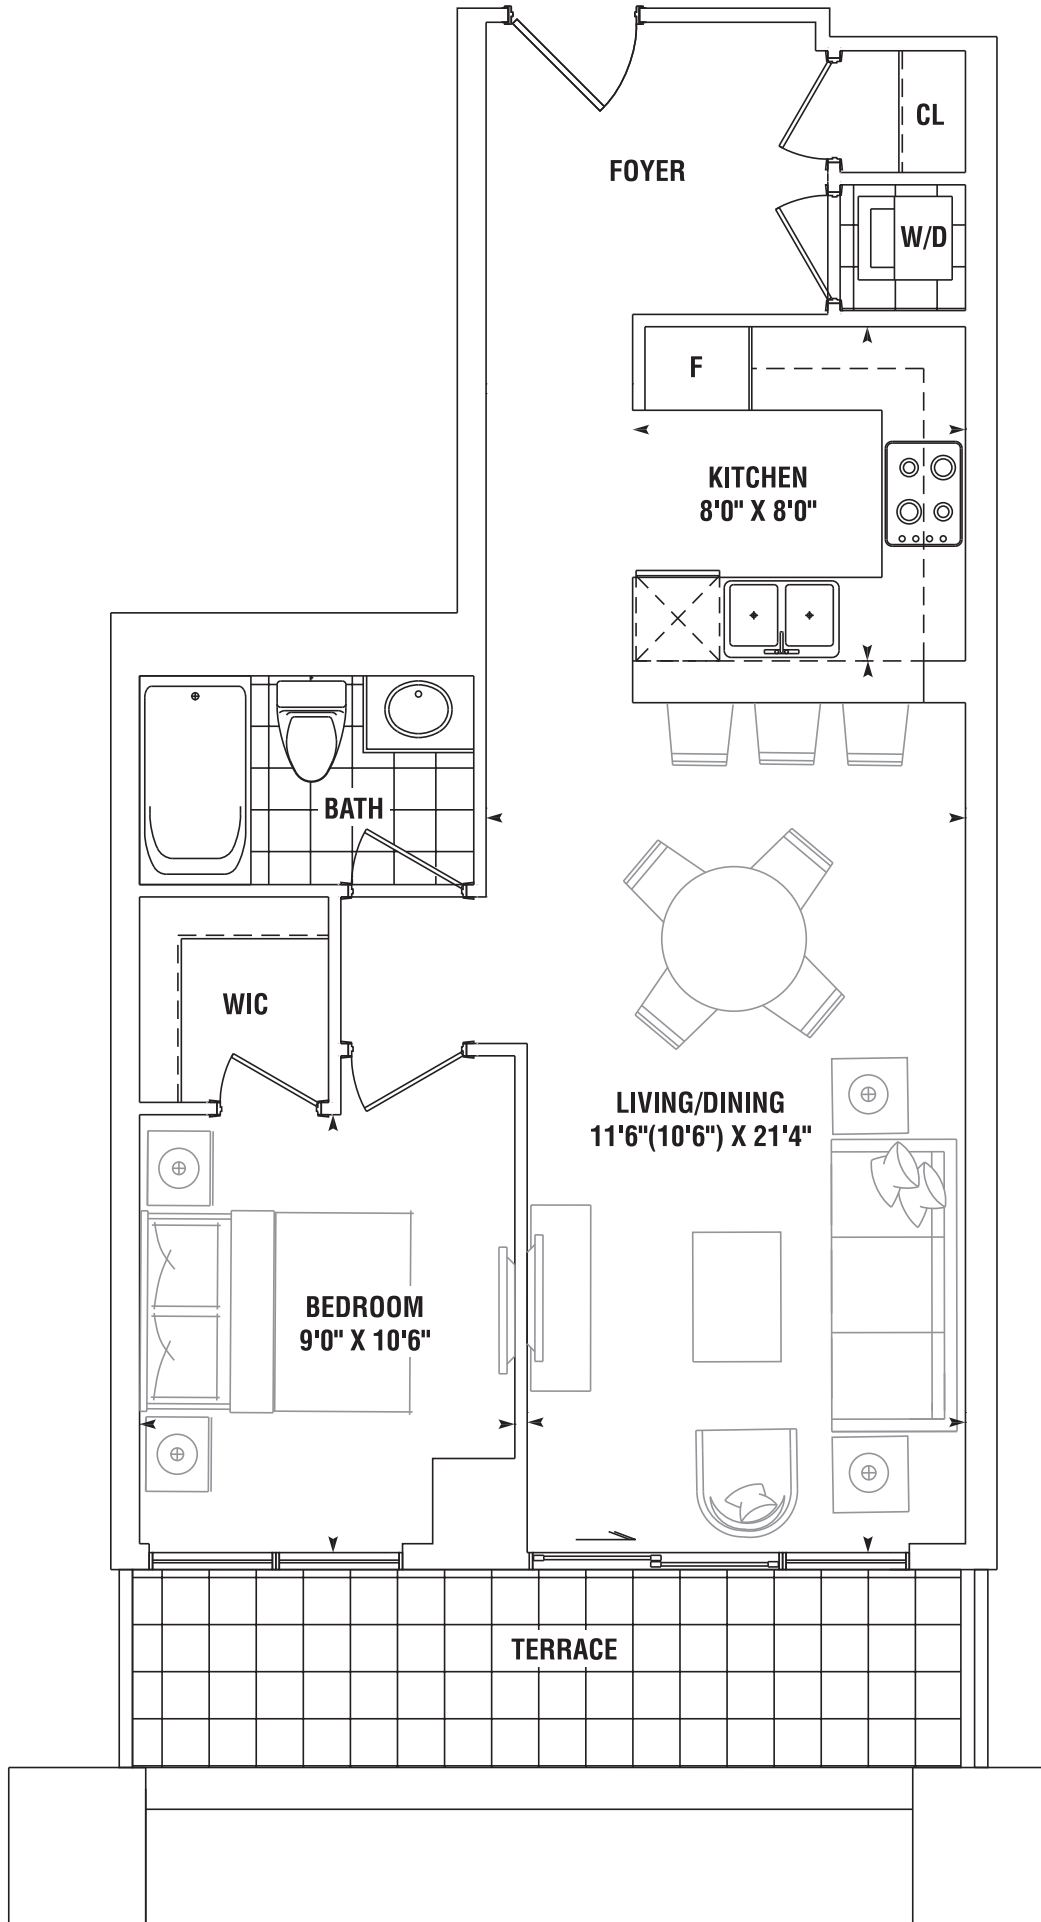 CL
FOYER
W/D
F
KITCHEN
8'0" X 8'0"
BATH
WIC
LIVING/DINING
11'6"(10'6") X 21'4"
BEDROOM
9'0" X 10'6"
TERRACE